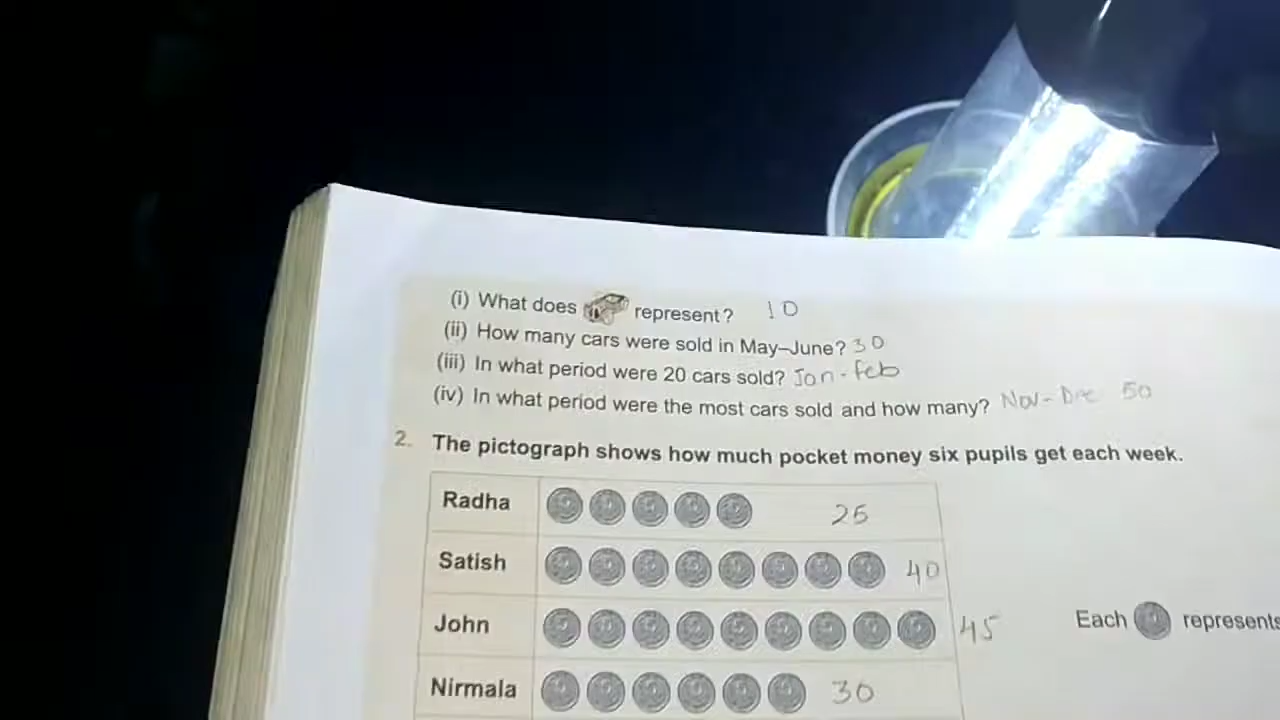 (i) What does represent? 10
(ii) How many cars were sold in May–June? 30
(iii) In what period were 20 cars sold? Jan-Feb
(iv) In what period were the most cars sold and how many? Nov-Dec 50
2. The pictograph shows how much pocket money six pupils get each week.
Radha 25
Satish 40
John 45
Each represents
Nirmala 30